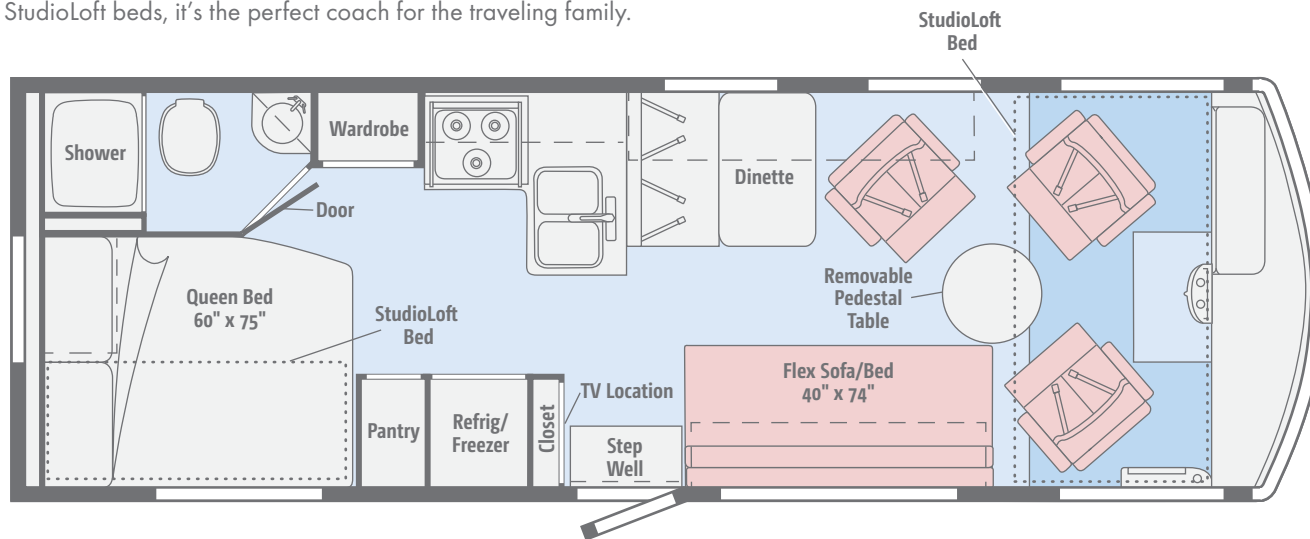 StudioLoft beds, it's the perfect coach for the traveling family.
StudioLoft
Bed
Shower
Wardrobe
Door
Dinette
Removable
Pedestal
Table
Queen Bed
60" x 75"
StudioLoft
Bed
Flex Sofa/Bed
40" x 74"
Pantry
Refrig/
Freezer
Closet
TV Location
Step
Well